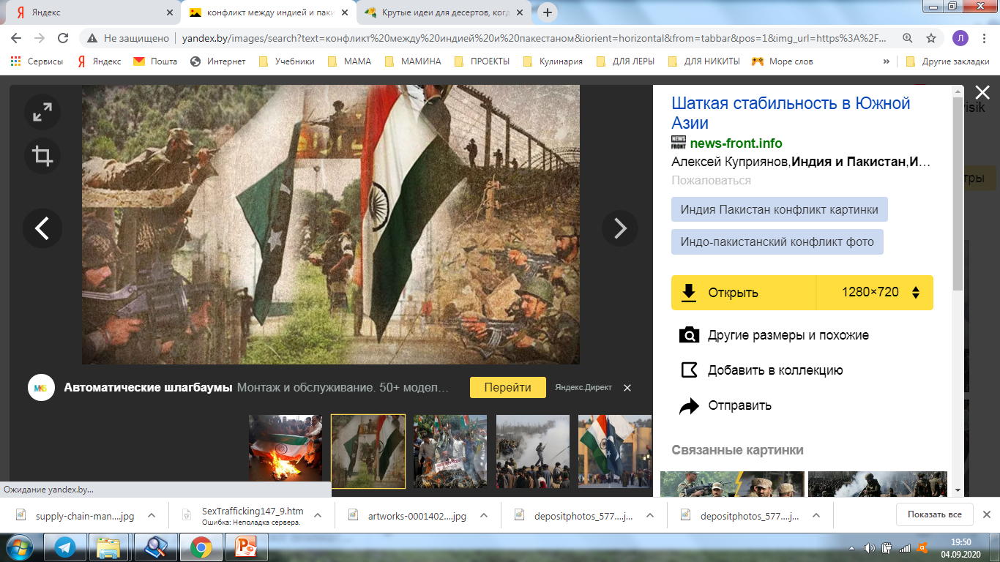 Яндекс
конфликт между индией и паки
Крутые идеи для десертов, когд
Не защищено
yandex.by/images/search?text=конфликт%20между%20индией%20и%20пакестаном&iorient=horizontal&from=tabbar&pos=1&img_url=https%3A%2F...
Л
Сервисы
Яндекс
Почта
Интернет
Учебники
МАМА
МАМИНА
ПРОЕКТЫ
Кулинария
ДЛЯ ЛЕРЫ
ДЛЯ НИКИТЫ
Море слов
»
Другие закладки
Шаткая стабильность в Южной
Азии
NEWS FRONT
news-front.info
Алексей Куприянов,Индия и Пакистан,И...
Пожаловаться
Индия Пакистан конфликт картинки
Индо-пакистанский конфликт фото
Открыть
1280×720
Другие размеры и похожие
Добавить в коллекцию
Отправить
Связанные картинки
visik
тры
Автоматические шлагбаумы Монтаж и обслуживание. 50+ модел...
Перейти
Яндекс.Директ
Ожидание yandex.by...
supply-chain-man....jpg
SexTrafficking147_9.htm
Ошибка: Неполадка сервера.
artworks-0001402....jpg
depositphotos_577....j...
depositphotos_577....j...
Показать все
19:50
04.09.2020